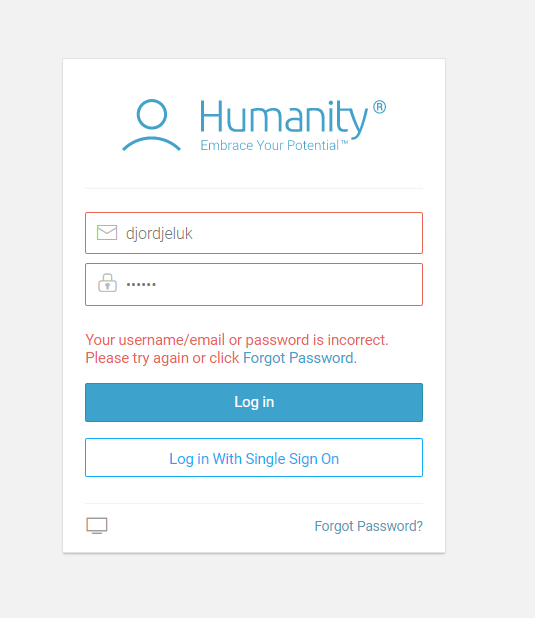 Humanity®
Embrace Your Potential™
djordjeluk
••••••
Your username/email or password is incorrect.
Please try again or click Forgot Password.
Log in
Log in With Single Sign On
Forgot Password?